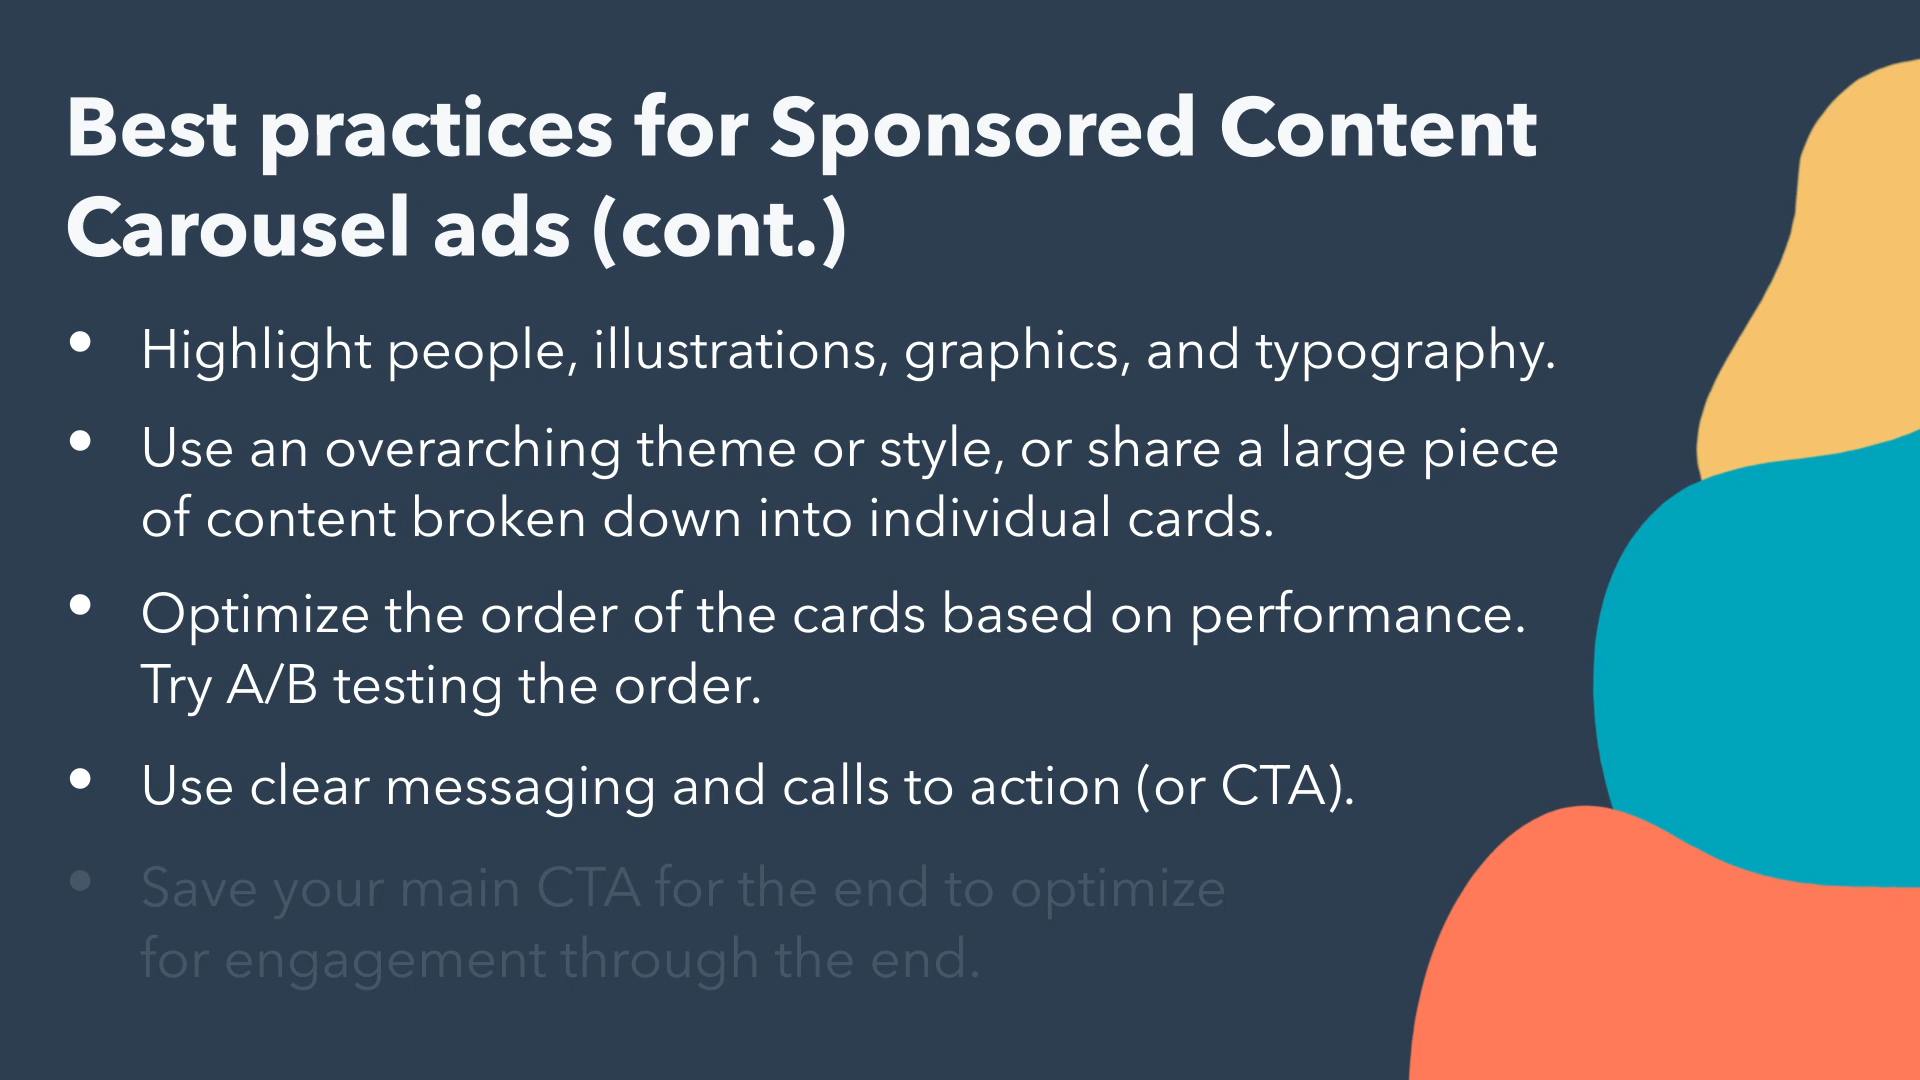 Best practices for Sponsored Content
Carousel ads (cont.)
• Highlight people, illustrations, graphics, and typography.
• Use an overarching theme or style, or share a large piece
of content broken down into individual cards.
• Optimize the order of the cards based on performance.
Try A/B testing the order.
• Use clear messaging and calls to action (or CTA).
• Save your main CTA for the end to optimize
for engagement through the end.